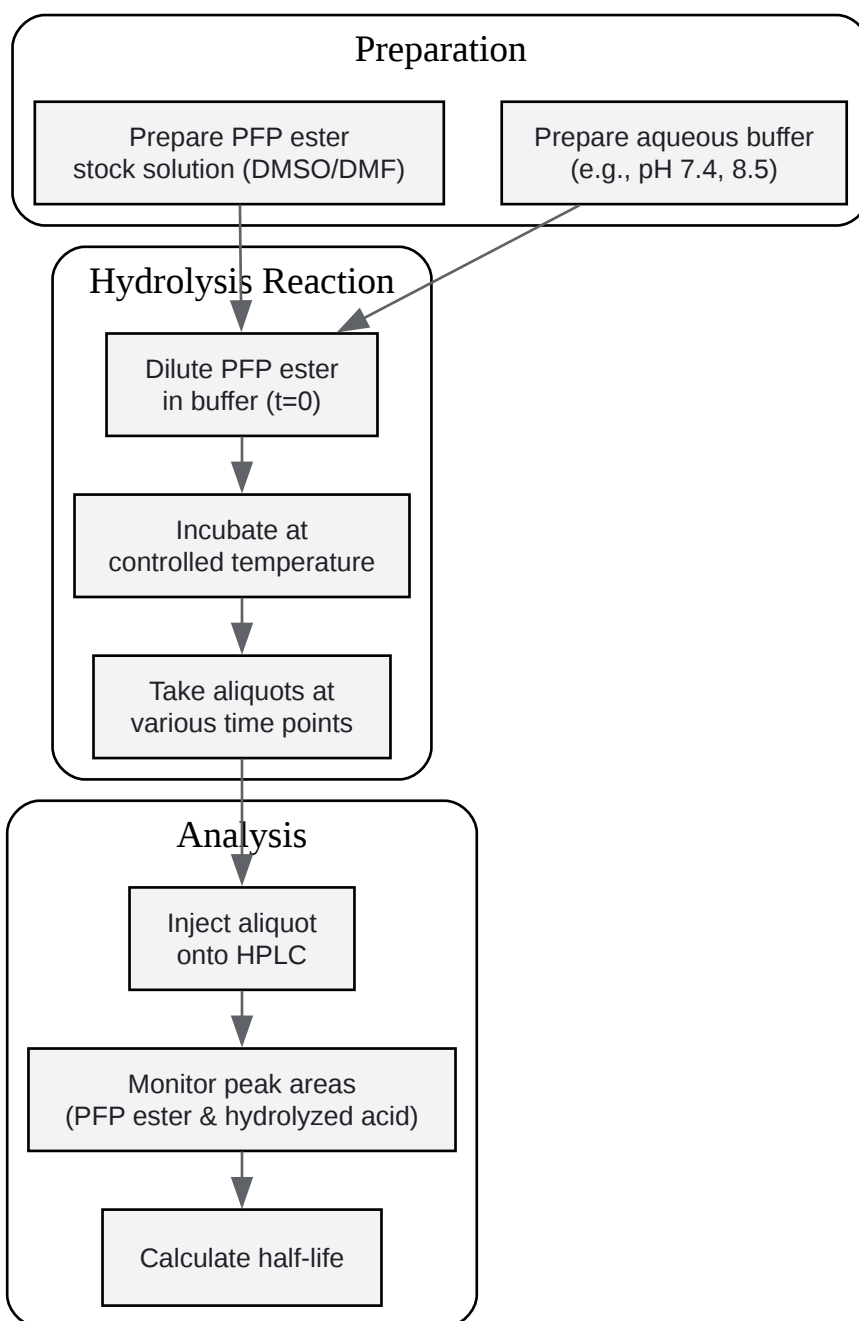 Preparation
Prepare PFP ester
stock solution (DMSO/DMF)
Prepare aqueous buffer
(e.g., pH 7.4, 8.5)
Hydrolysis Reaction
Dilute PFP ester
in buffer (t=0)
Incubate at
controlled temperature
Take aliquots at
various time points
Analysis
Inject aliquot
onto HPLC
Monitor peak areas
(PFP ester & hydrolyzed acid)
Calculate half-life